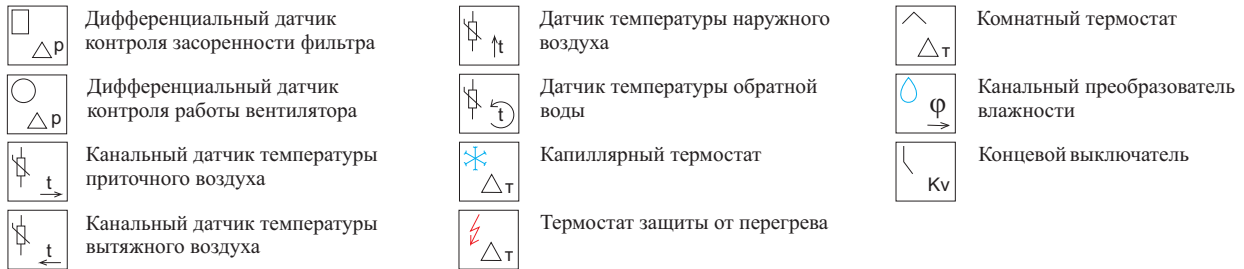 △p
Дифференциальный датчик
контроля засоренности фильтра
△p
Дифференциальный датчик
контроля работы вентилятора
t
Канальный датчик температуры
приточного воздуха
t
Канальный датчик температуры
вытяжного воздуха
t
Датчик температуры наружного
воздуха
t
Датчик температуры обратной
воды
△т
Капиллярный термостат
△т
Термостат защиты от перегрева
△т
Комнатный термостат
φ
Канальный преобразователь
влажности
Kv
Концевой выключатель